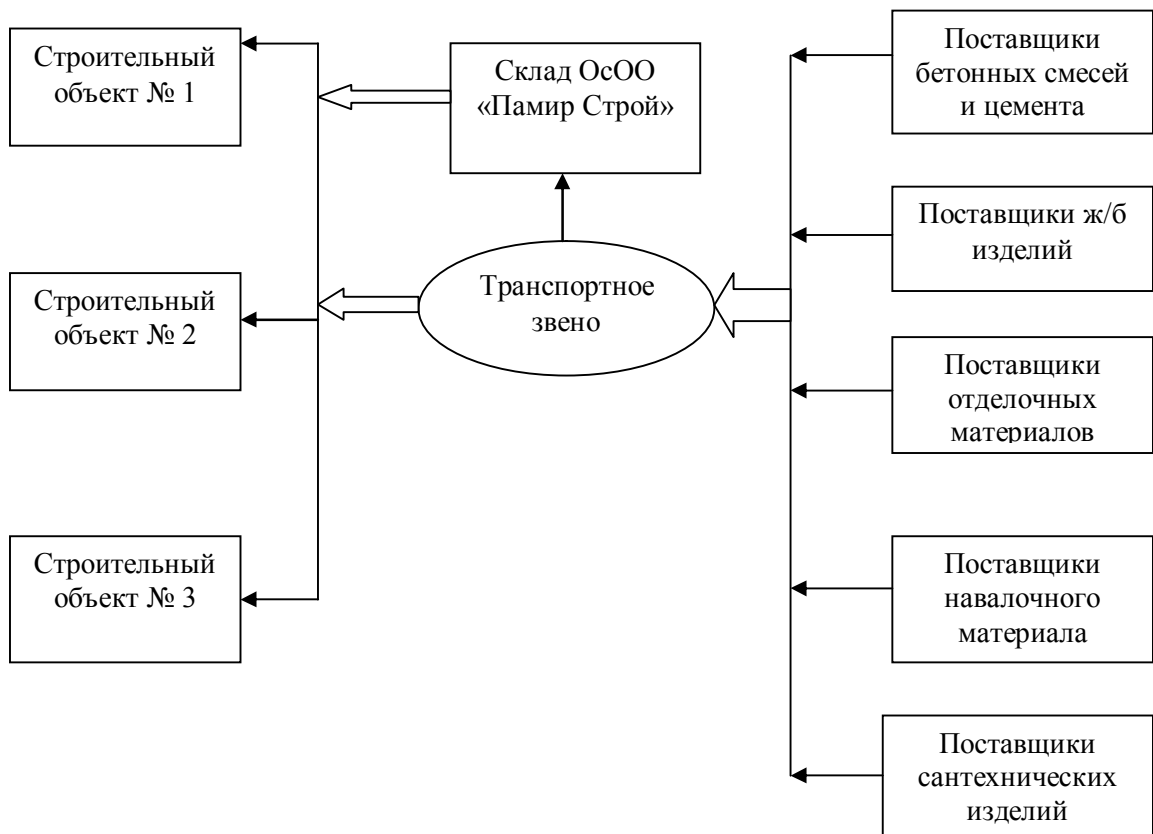 Строительный
объект № 1
Склад ОсОО
«Памир Строй»
Поставщики
бетонных смесей
и цемента
Поставщики ж/б
изделий
Строительный
объект № 2
Транспортное
звено
Поставщики
отделочных
материалов
Строительный
объект № 3
Поставщики
навалочного
материала
Поставщики
сантехнических
изделий